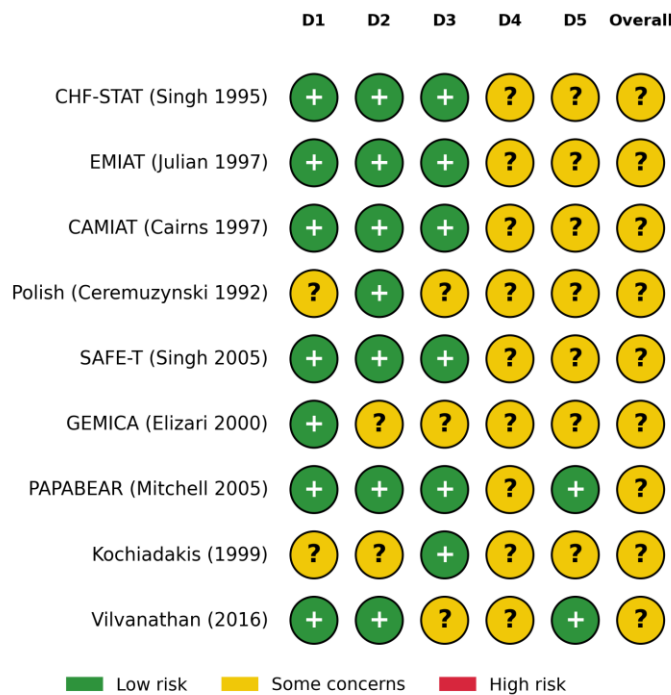 D1 D2 D3 D4 D5 Overall
CHF-STAT (Singh 1995) + + + ? ? ?
EMIAT (Julian 1997) + + + ? ? ?
CAMIAT (Cairns 1997) + + + ? ? ?
Polish (Ceremuzynski 1992) ? + ? ? ? ?
SAFE-T (Singh 2005) + + + ? ? ?
GEMICA (Elizari 2000) + ? ? ? ? ?
PAPABEAR (Mitchell 2005) + + + ? + ?
Kochiadakis (1999) ? ? + ? ? ?
Vilvanathan (2016) + + ? ? + ?
Low risk Some concerns High risk